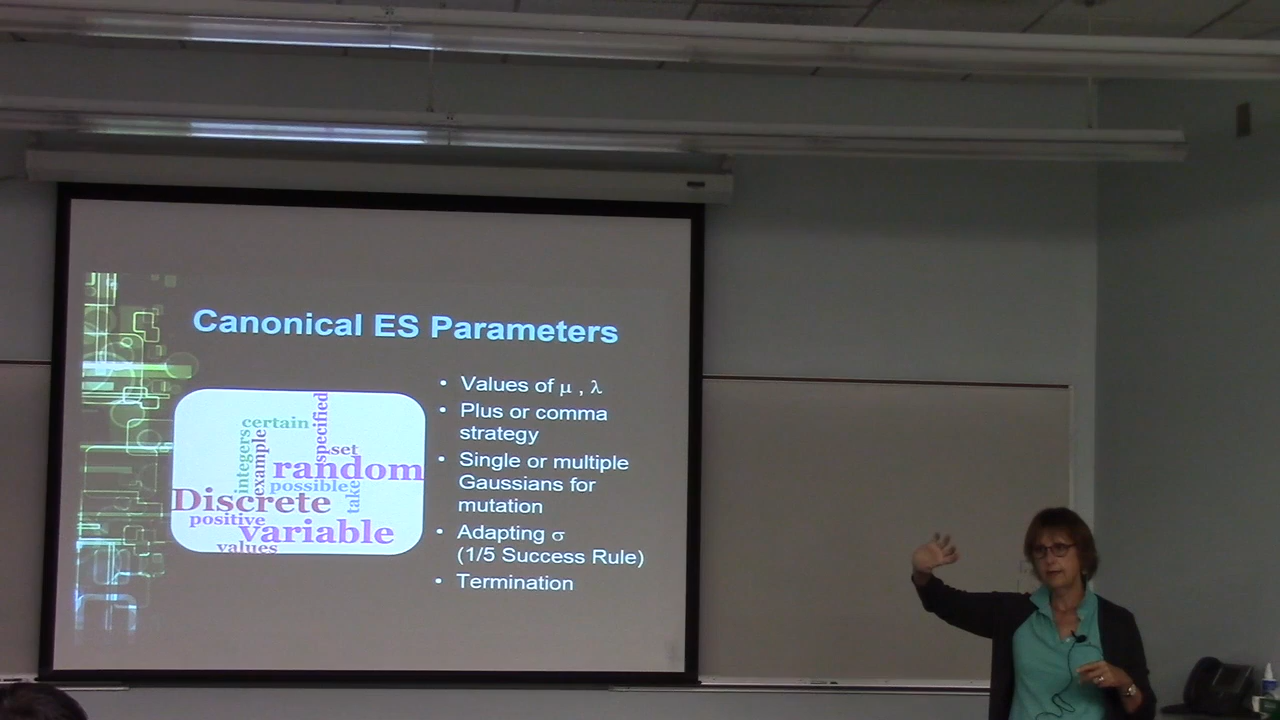 Canonical ES Parameters
• Values of μ , λ
• Plus or comma
strategy
• Single or multiple
Gaussians for
mutation
• Adapting σ
(1/5 Success Rule)
• Termination
certain
specified
integers
example
set
random
possible
take
Discrete
positive
variable
values